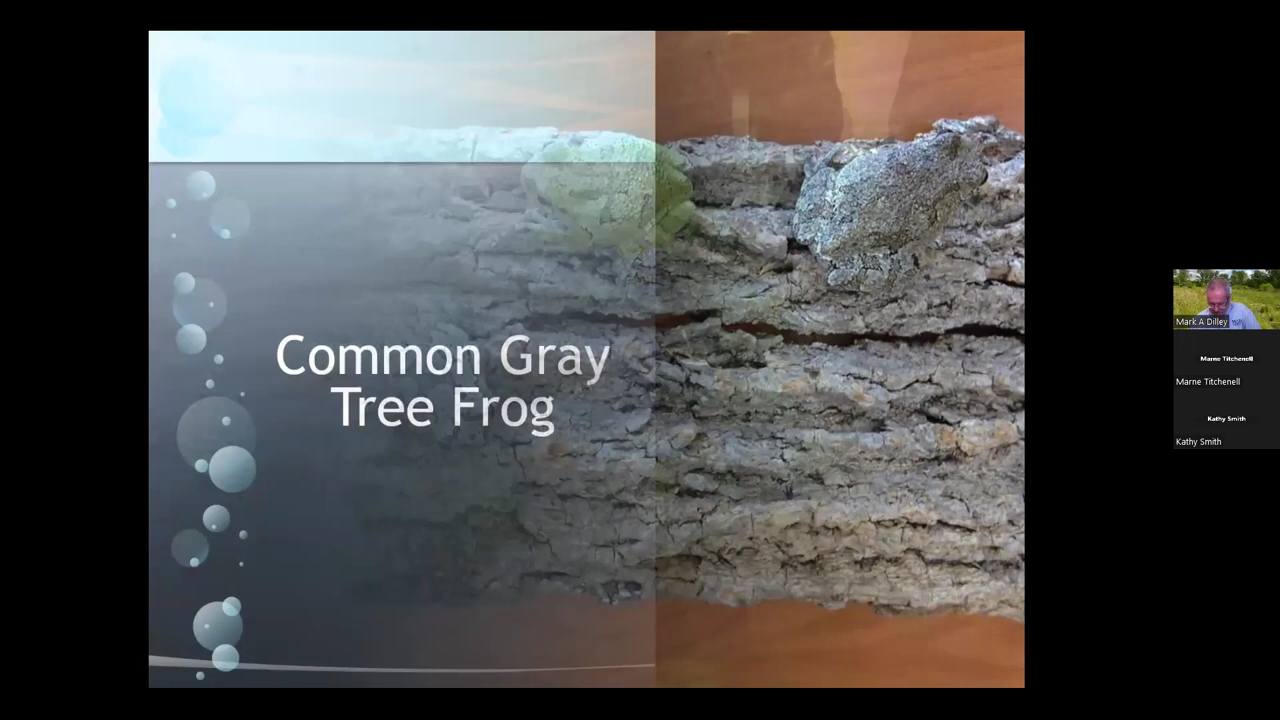 Common Gray
Tree Frog
Mark A Dilley
Marne Titchenell
Marne Titchenell
Kathy Smith
Kathy Smith